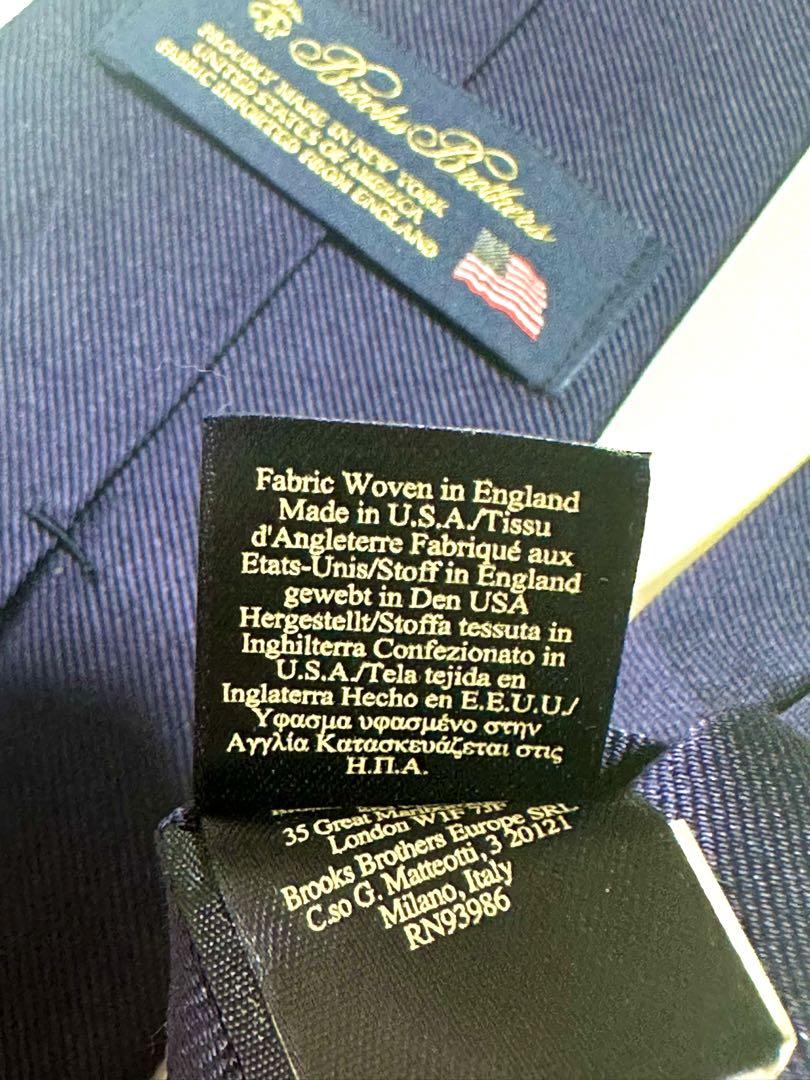 Brooks Brothers
PROUDLY MADE IN NEW YORK
UNITED STATES OF AMERICA
FABRIC IMPORTED FROM ENGLAND
Fabric Woven in England
Made in U.S.A./Tissu
d'Angleterre Fabriqué aux
Etats-Unis/Stoff in England
gewebt in Den USA
Hergestellt/Stoffa tessuta in
Inghilterra Confezionato in
U.S.A./Tela tejida en
Inglaterra Hecho en E.E.U.U./
Υφασμα υφασμένο στην
Αγγλία Κατασκευάζεται στις
Η.Π.Α.
35 Great
London W1F
Brooks Brothers Europe SRL
C.so G. Matteotti, 3 20121
Milano, Italy
RN93986